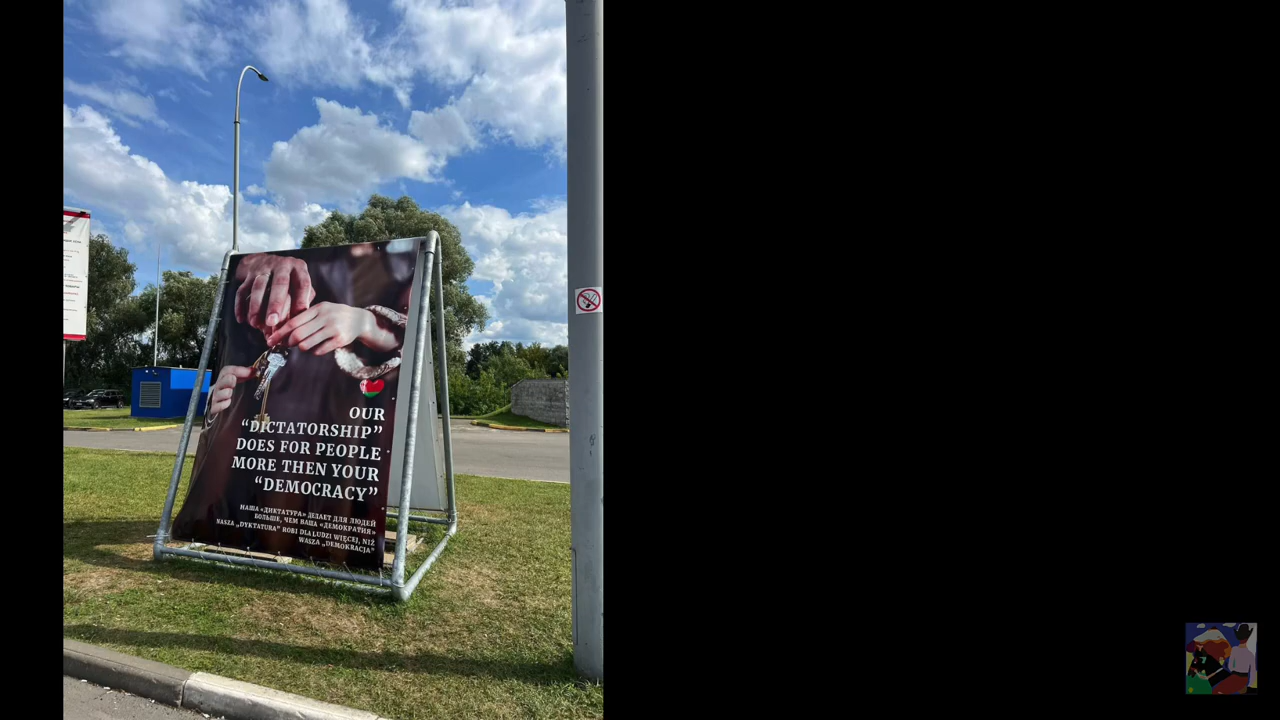 OUR
“DICTATORSHIP”
DOES FOR PEOPLE
MORE THEN YOUR
“DEMOCRACY”
НАША «ДИКТАТУРА» ДЕЛАЕТ ДЛЯ ЛЮДЕЙ
БОЛЬШЕ, ЧЕМ ВАША «ДЕМОКРАТИЯ»
NASZA „DYKTATURA” ROBI DLA LUDZI WIĘCEJ, NIŻ
WASZA „DEMOKRACJA”